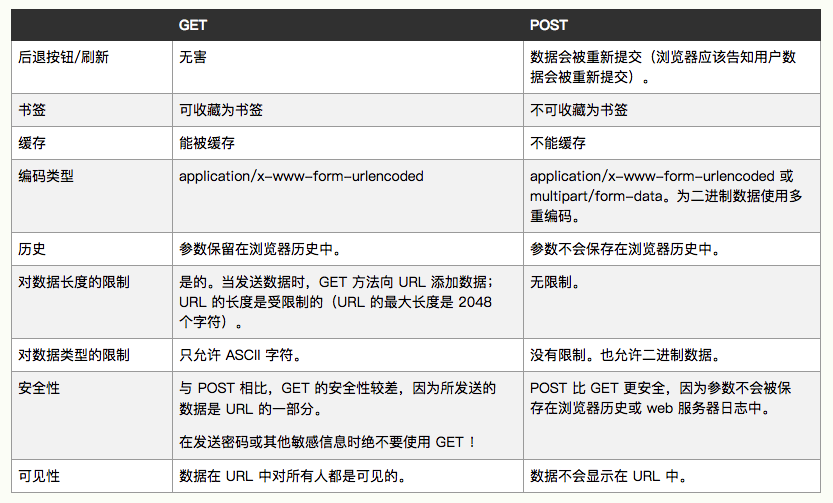 GET POST
后退按钮/刷新 无害 数据会被重新提交（浏览器应该告知用户数
据会被重新提交）。
书签 可收藏为书签 不可收藏为书签
缓存 能被缓存 不能缓存
编码类型 application/x-www-form-urlencoded application/x-www-form-urlencoded 或
multipart/form-data。为二进制数据使用多
重编码。
历史 参数保留在浏览器历史中。 参数不会保存在浏览器历史中。
对数据长度的限制 是的。当发送数据时，GET 方法向 URL 添加数据； 无限制。
URL 的长度是受限制的（URL 的最大长度是 2048
个字符）。
对数据类型的限制 只允许 ASCII 字符。 没有限制。也允许二进制数据。
安全性 与 POST 相比，GET 的安全性较差，因为所发送的 POST 比 GET 更安全，因为参数不会被保
数据是 URL 的一部分。 存在浏览器历史或 web 服务器日志中。
在发送密码或其他敏感信息时绝不要使用 GET ！
可见性 数据在 URL 中对所有人都是可见的。 数据不会显示在 URL 中。